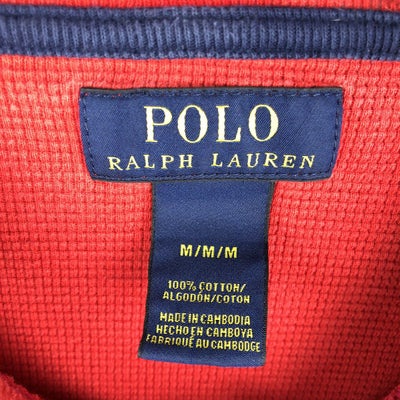 POLO
RALPH LAUREN
M/M/M
100% COTTON/
ALGODÓN/COTON
MADE IN CAMBODIA
HECHO EN CAMBOYA
FABRIQUÉ AU CAMBODGE